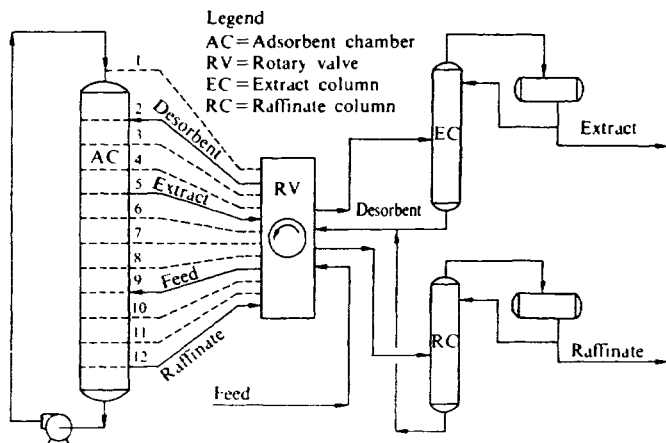 Legend
AC=Adsorbent chamber
RV=Rotary valve
EC=Extract column
RC=Raffinate column
1
2
Desorbent
3
AC
4
5
Extract
6
7
8
9
Feed
10
11
12
Raffinate
RV
Desorbent
Feed
EC
Extract
RC
Raffinate